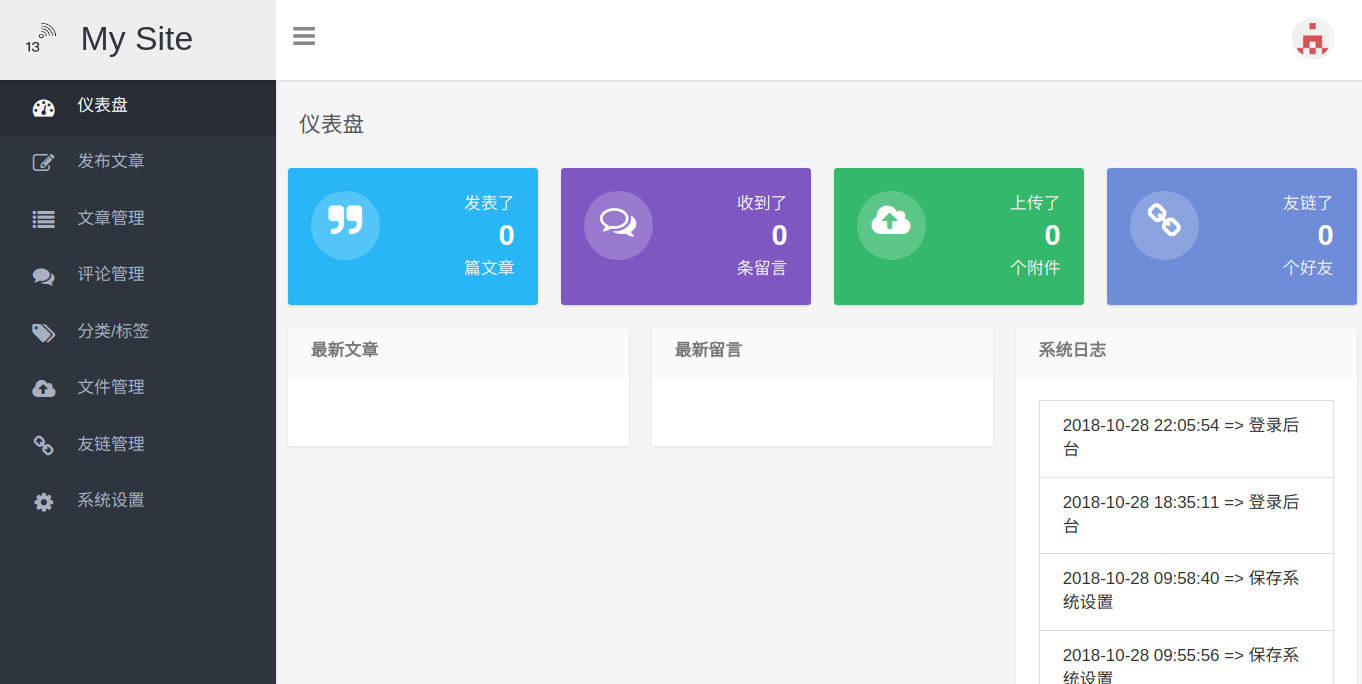 13
My Site
仪表盘
发布文章
文章管理
评论管理
分类/标签
文件管理
友链管理
系统设置
仪表盘
发表了
0
篇文章
收到了
0
条留言
上传了
0
个附件
友链了
0
个好友
最新文章
最新留言
系统日志
2018-10-28 22:05:54 => 登录后
台
2018-10-28 18:35:11 => 登录后
台
2018-10-28 09:58:40 => 保存系
统设置
2018-10-28 09:55:56 => 保存系
统设置